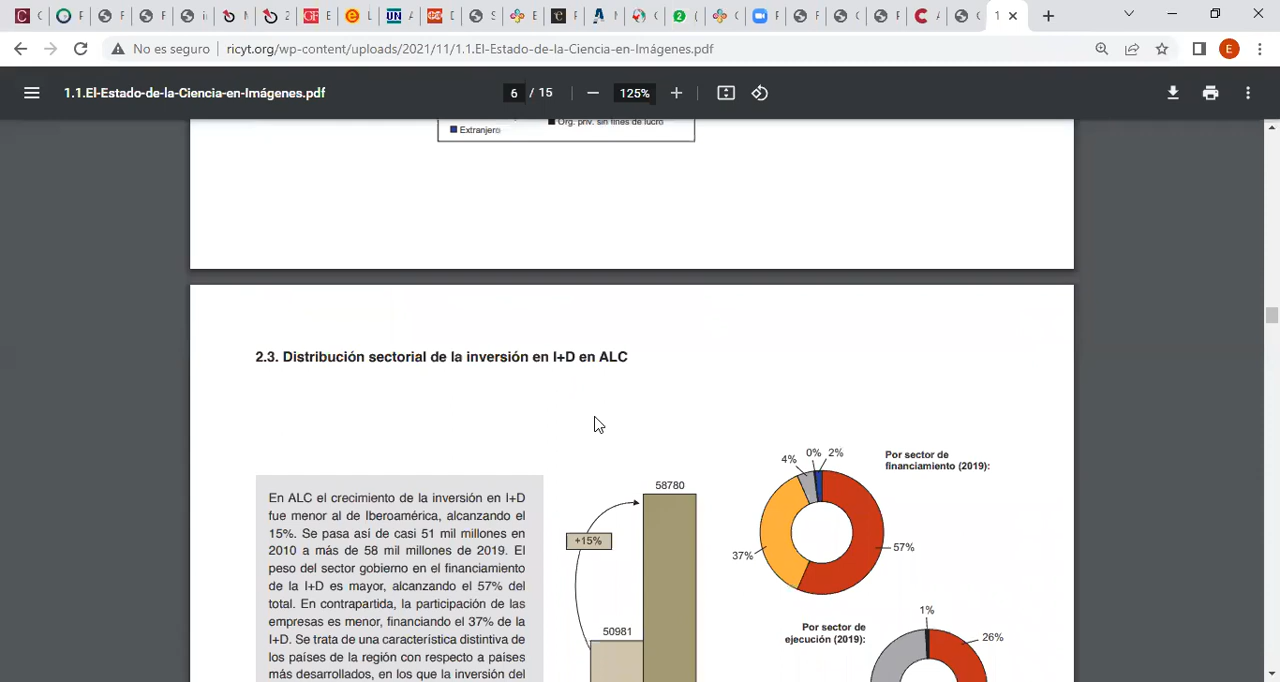 No es seguro
ricyt.org/wp-content/uploads/2021/11/1.1.El-Estado-de-la-Ciencia-en-Imágenes.pdf
1.1.El-Estado-de-la-Ciencia-en-Imágenes.pdf
6 / 15
125%
Org. priv. sin fines de lucro
Extranjero
2.3. Distribución sectorial de la inversión en I+D en ALC
En ALC el crecimiento de la inversión en I+D
fue menor al de Iberoamérica, alcanzando el
15%. Se pasa así de casi 51 mil millones en
2010 a más de 58 mil millones de 2019. El
peso del sector gobierno en el financiamiento
de la I+D es mayor, alcanzando el 57% del
total. En contrapartida, la participación de las
empresas es menor, financiando el 37% de la
I+D. Se trata de una característica distintiva de
los países de la región con respecto a países
más desarrollados, en los que la inversión del
58780
+15%
50981
Por sector de
financiamiento (2019):
4%
0%
2%
37%
57%
Por sector de
ejecución (2019):
1%
26%